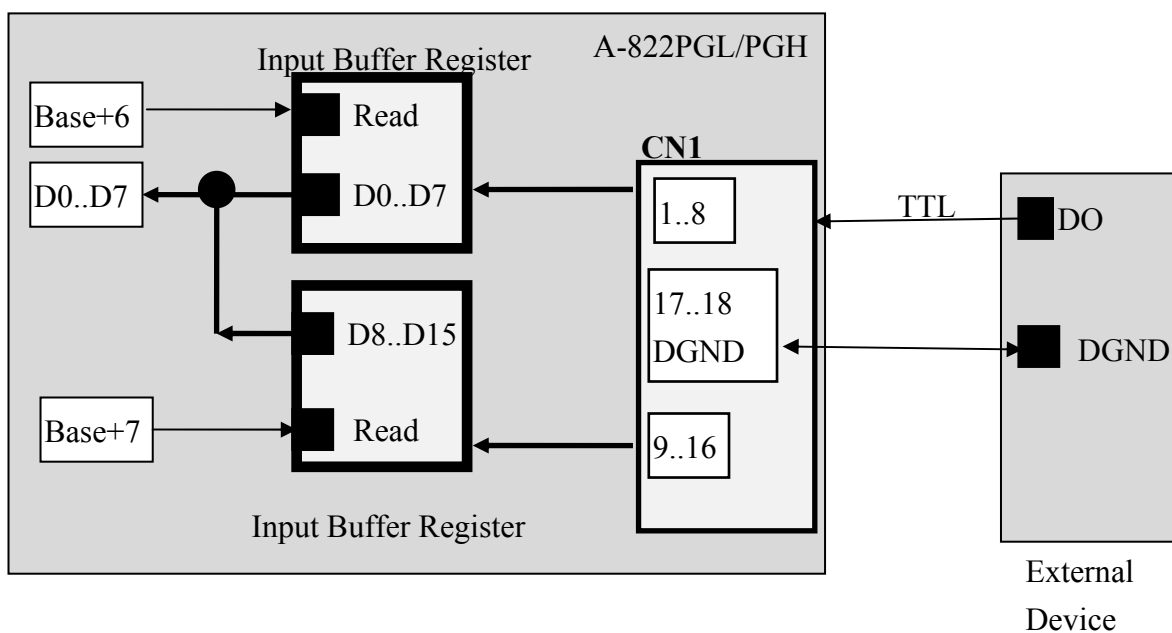 A-822PGL/PGH
Input Buffer Register
Base+6
Read
D0..D7
D0..D7
CN1
1..8
TTL
DO
17..18
DGND
DGND
D8..D15
Base+7
Read
9..16
Input Buffer Register
External
Device